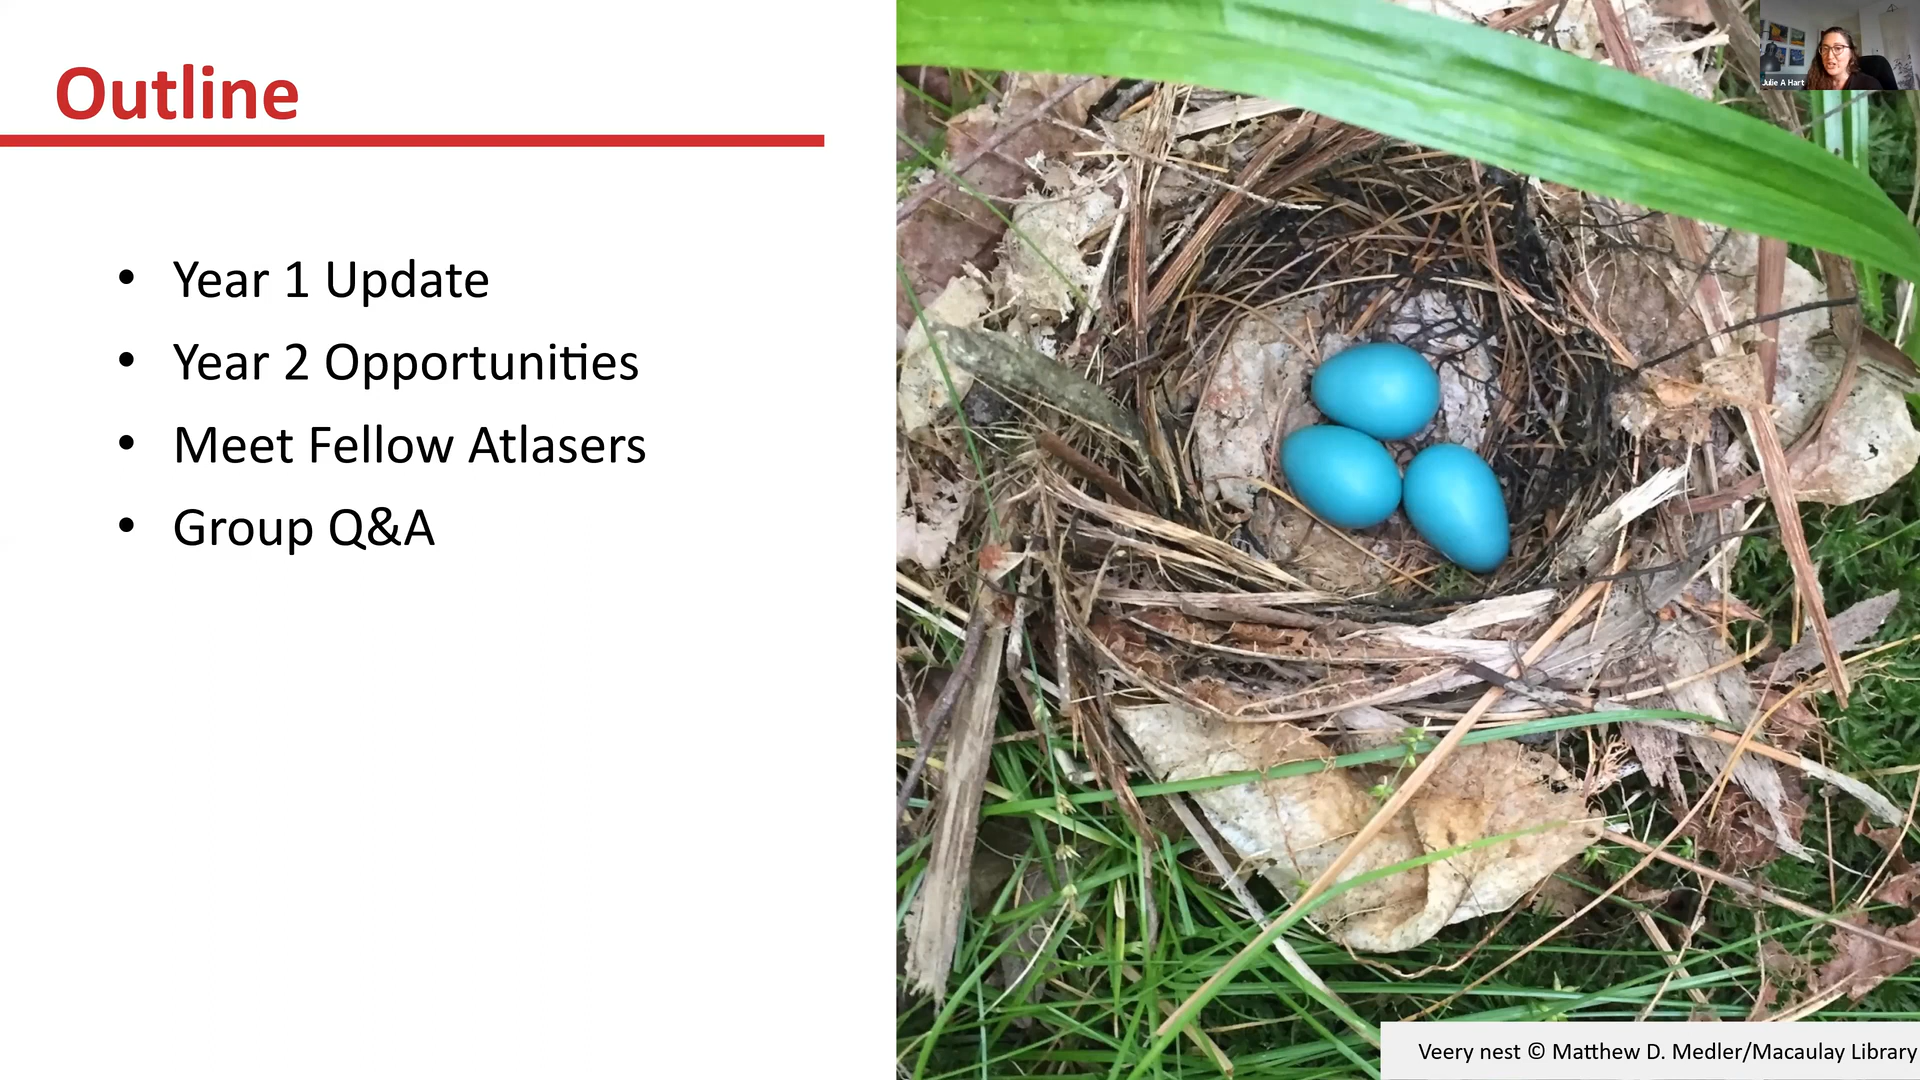 Outline
• Year 1 Update
• Year 2 Opportunities
• Meet Fellow Atlasers
• Group Q&A
Julie A Hart
Veery nest © Matthew D. Medler/Macaulay Library